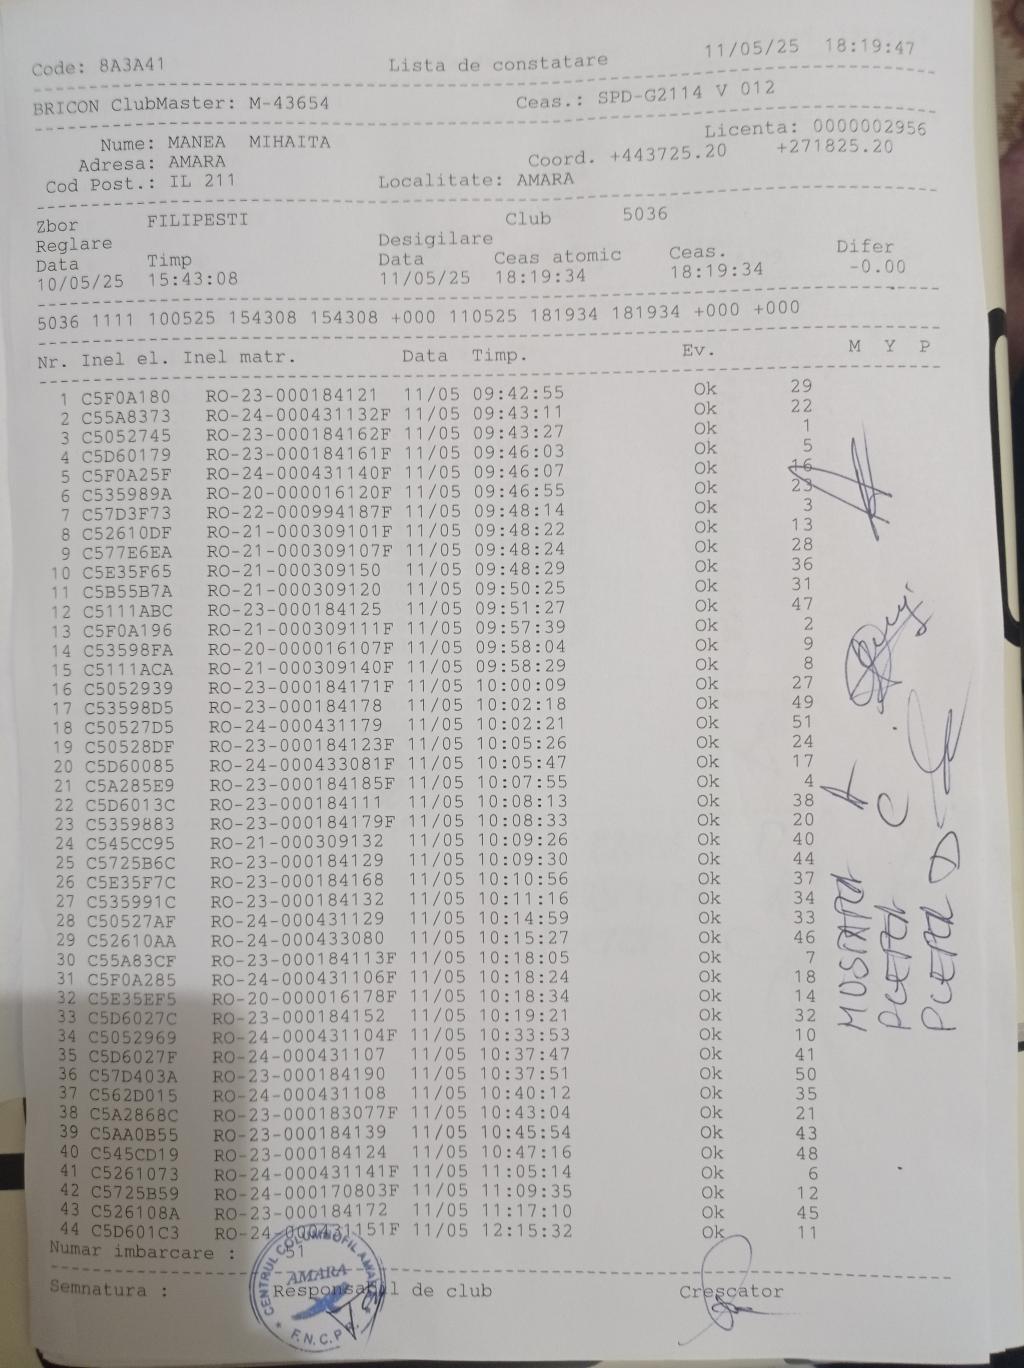 Code: 8A3A41 Lista de constatare 11/05/25 18:19:47
BRICON ClubMaster: M-43654 Ceas.: SPD-G2114 V 012
Nume: MANEA MIHAITA Licenta: 0000002956
Adresa: AMARA Coord. +443725.20 +271825.20
Cod Post.: IL 211 Localitate: AMARA
Zbor FILIPESTI Club 5036
Reglare Desigilare
Data Timp Data Ceas atomic Ceas. Difer
10/05/25 15:43:08 11/05/25 18:19:34 18:19:34 -0.00
5036 1111 100525 154308 154308 +000 110525 181934 181934 +000 +000
Nr. Inel el. Inel matr. Data Timp. Ev. M Y P
1 C5F0A180 RO-23-000184121 11/05 09:42:55 Ok 29
2 C55A8373 RO-24-000431132F 11/05 09:43:11 Ok 22
3 C5052745 RO-23-000184162F 11/05 09:43:27 Ok 1
4 C5D60179 RO-23-000184161F 11/05 09:46:03 Ok 5
5 C5F0A25F RO-24-000431140F 11/05 09:46:07 Ok 16
6 C535989A RO-20-000016120F 11/05 09:46:55 Ok 23
7 C57D3F73 RO-22-000994187F 11/05 09:48:14 Ok 3
8 C52610DF RO-21-000309101F 11/05 09:48:22 Ok 13
9 C577E6EA RO-21-000309107F 11/05 09:48:24 Ok 28
10 C5E35F65 RO-21-000309150 11/05 09:48:29 Ok 36
11 C5B55B7A RO-21-000309120 11/05 09:50:25 Ok 31
12 C5111ABC RO-23-000184125 11/05 09:51:27 Ok 47
13 C5F0A196 RO-21-000309111F 11/05 09:57:39 Ok 2
14 C53598FA RO-20-000016107F 11/05 09:58:04 Ok 9
15 C5111ACA RO-21-000309140F 11/05 09:58:29 Ok 8
16 C5052939 RO-23-000184171F 11/05 10:00:09 Ok 27
17 C53598D5 RO-23-000184178 11/05 10:02:18 Ok 49
18 C50527D5 RO-24-000431179 11/05 10:02:21 Ok 51
19 C50528DF RO-23-000184123F 11/05 10:05:26 Ok 24
20 C5D60085 RO-24-000433081F 11/05 10:05:47 Ok 17
21 C5A285E9 RO-23-000184185F 11/05 10:07:55 Ok 4
22 C5D6013C RO-23-000184111 11/05 10:08:13 Ok 38
23 C5359883 RO-23-000184179F 11/05 10:08:33 Ok 20
24 C545CC95 RO-21-000309132 11/05 10:09:26 Ok 40
25 C5725B6C RO-23-000184129 11/05 10:09:30 Ok 44
26 C5E35F7C RO-23-000184168 11/05 10:10:56 Ok 37
27 C535991C RO-23-000184132 11/05 10:11:16 Ok 34
28 C50527AF RO-24-000431129 11/05 10:14:59 Ok 33
29 C52610AA RO-24-000433080 11/05 10:15:27 Ok 46
30 C55A83CF RO-23-000184113F 11/05 10:18:05 Ok 7
31 C5F0A285 RO-24-000431106F 11/05 10:18:24 Ok 18
32 C5E35EF5 RO-20-000016178F 11/05 10:18:34 Ok 14
33 C5D6027C RO-23-000184152 11/05 10:19:21 Ok 32
34 C5052969 RO-24-000431104F 11/05 10:33:53 Ok 10
35 C5D6027F RO-24-000431107 11/05 10:37:47 Ok 41
36 C57D403A RO-23-000184190 11/05 10:37:51 Ok 50
37 C562D015 RO-24-000431108 11/05 10:40:12 Ok 35
38 C5A2868C RO-23-000183077F 11/05 10:43:04 Ok 21
39 C5AA0B55 RO-23-000184139 11/05 10:45:54 Ok 43
40 C545CD19 RO-23-000184124 11/05 10:47:16 Ok 48
41 C5261073 RO-24-000431141F 11/05 11:05:14 Ok 6
42 C5725B59 RO-24-000170803F 11/05 11:09:35 Ok 12
43 C526108A RO-23-000184172 11/05 11:17:10 Ok 45
44 C5D601C3 RO-24-000431151F 11/05 12:15:32 Ok 11
Numar imbarcare : 51
Semnatura : Responsabil de club Crescator
AMARA
F.N.C.P.R.
MUSTATEA A
PLETEA C
PLETEA D